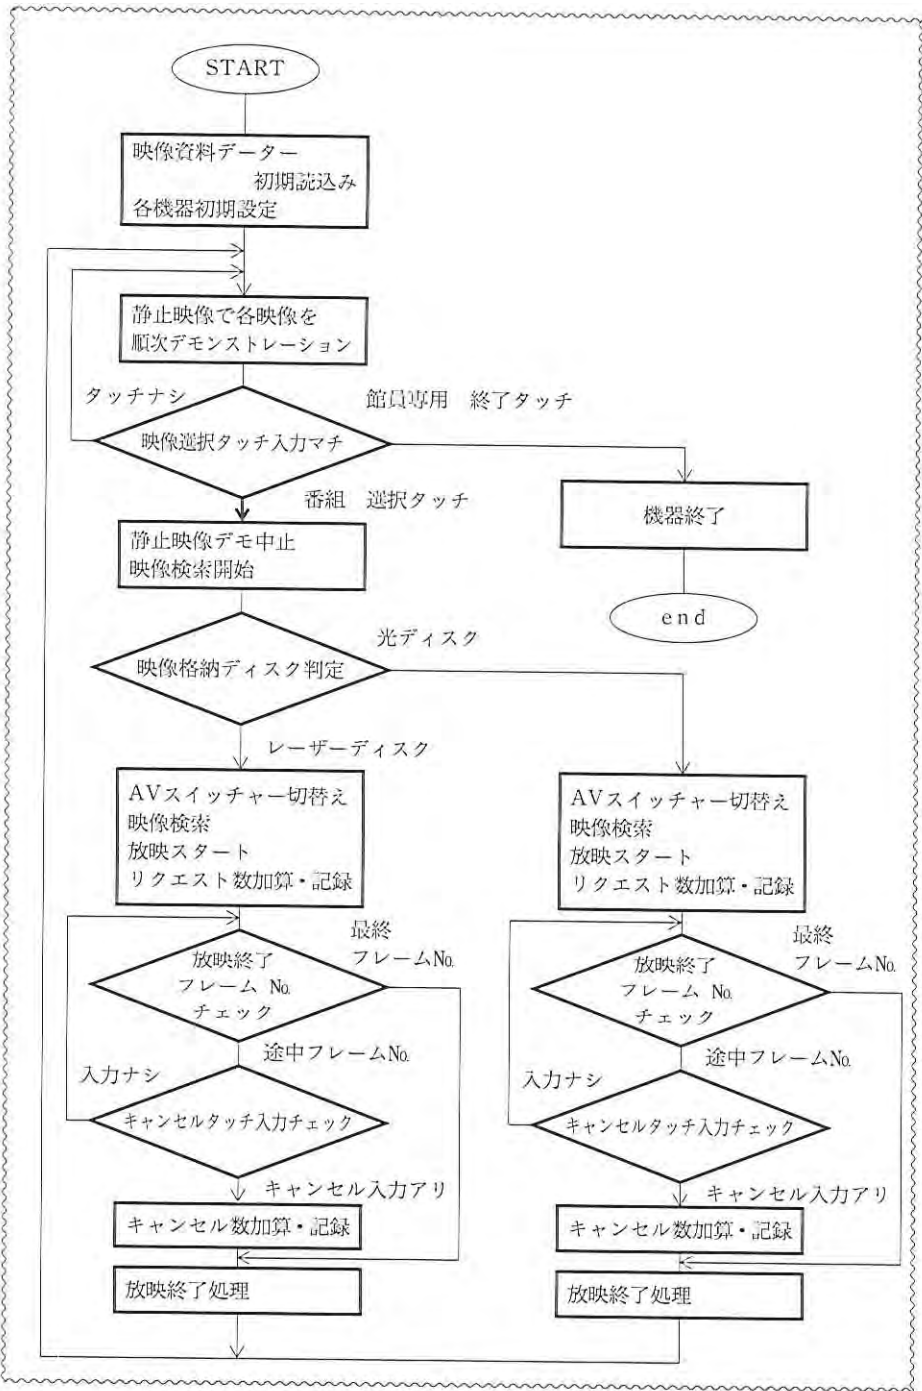 START
映像資料データー
初期読込み
各機器初期設定
静止映像で各映像を
順次デモンストレーション
タッチナシ
館員専用 終了タッチ
映像選択タッチ入力マチ
番組 選択タッチ
機器終了
静止映像デモ中止
映像検索開始
end
光ディスク
映像格納ディスク判定
レーザーディスク
AVスイッチャー切替え
映像検索
放映スタート
リクエスト数加算・記録
最終
フレームNo.
放映終了
フレーム No.
チェック
途中フレームNo.
入力ナシ
キャンセルタッチ入力チェック
キャンセル入力アリ
キャンセル数加算・記録
放映終了処理
AVスイッチャー切替え
映像検索
放映スタート
リクエスト数加算・記録
最終
フレームNo.
放映終了
フレーム No.
チェック
途中フレームNo.
入力ナシ
キャンセルタッチ入力チェック
キャンセル入力アリ
キャンセル数加算・記録
放映終了処理